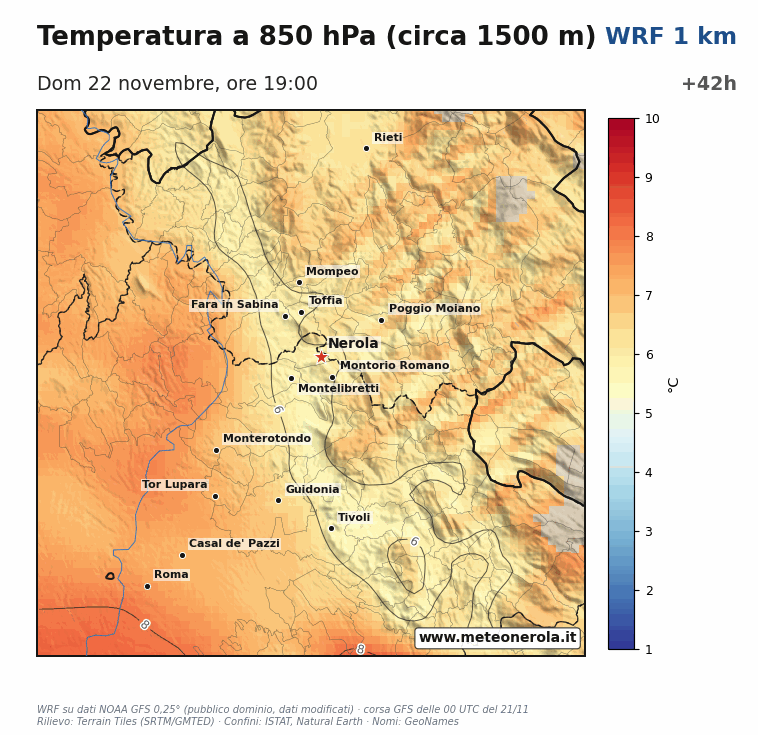 Temperatura a 850 hPa (circa 1500 m) WRF 1 km
Dom 22 novembre, ore 19:00 +42h
Rieti
Mompeo
Fara in Sabina
Toffia
Poggio Moiano
Nerola
Montorio Romano
Montelibretti
6
Monterotondo
Tor Lupara
Guidonia
Tivoli
6
Casal de' Pazzi
Roma
8
8
www.meteonerola.it
10
9
8
7
6
5
4
3
2
1
°C
WRF su dati NOAA GFS 0,25° (pubblico dominio, dati modificati) · corsa GFS delle 00 UTC del 21/11
Rilievo: Terrain Tiles (SRTM/GMTED) · Confini: ISTAT, Natural Earth · Nomi: GeoNames